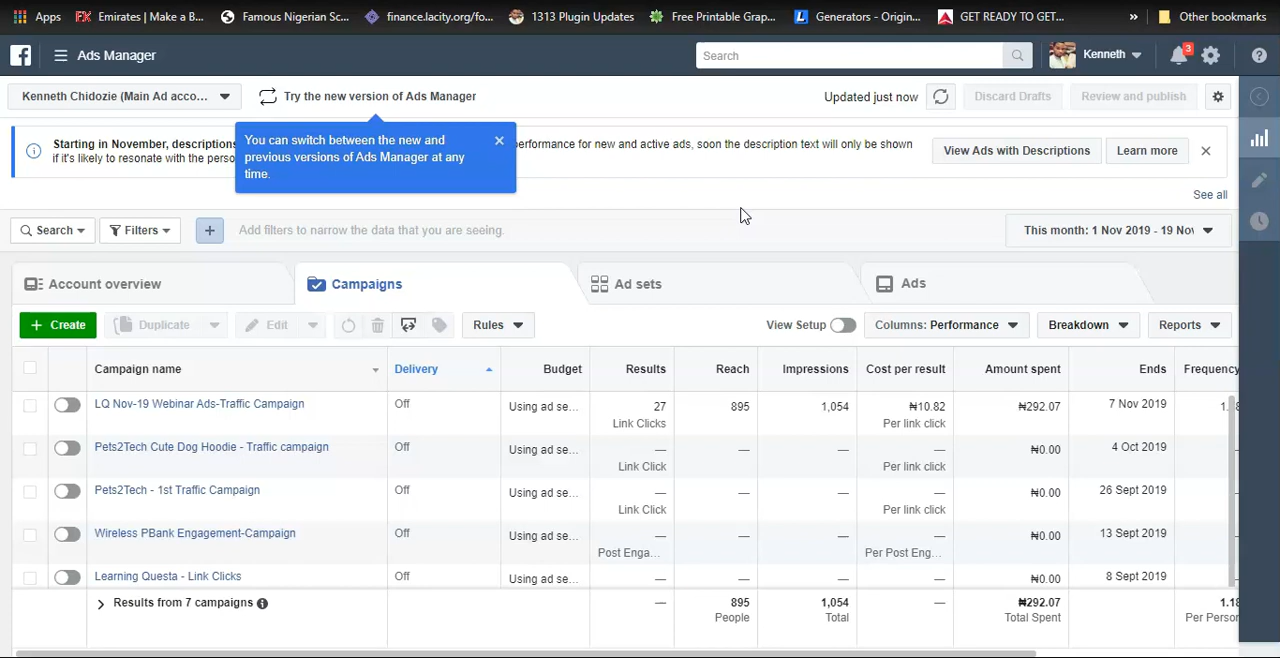 Apps Emirates | Make a B... Famous Nigerian Sc... finance.lacity.org/fo... 1313 Plugin Updates Free Printable Grap... Generators - Origin... GET READY TO GET... » Other bookmarks
Ads Manager Search Kenneth 3
Kenneth Chidozie (Main Ad acco... Try the new version of Ads Manager Updated just now Discard Drafts Review and publish
You can switch between the new and
previous versions of Ads Manager at any
time.
Starting in November, descriptions erformance for new and active ads, soon the description text will only be shown
if it's likely to resonate with the perso
View Ads with Descriptions Learn more
See all
Search Filters Add filters to narrow the data that you are seeing. This month: 1 Nov 2019 - 19 Nov
Account overview Campaigns Ad sets Ads
+ Create Duplicate Edit Rules View Setup Columns: Performance Breakdown Reports
Campaign name Delivery Budget Results Reach Impressions Cost per result Amount spent Ends Frequency
LQ Nov-19 Webinar Ads-Traffic Campaign Off Using ad se... 27 895 1,054 ₦10.82 ₦292.07 7 Nov 2019
Link Clicks Per link click
Pets2Tech Cute Dog Hoodie - Traffic campaign Off Using ad se... — — — — ₦0.00 4 Oct 2019
Link Click Per link click
Pets2Tech - 1st Traffic Campaign Off Using ad se... — — — — ₦0.00 26 Sept 2019
Link Click Per link click
Wireless PBank Engagement-Campaign Off Using ad se... — — — — ₦0.00 13 Sept 2019
Post Enga... Per Post Eng...
Learning Questa - Link Clicks Off Using ad se... — — — — ₦0.00 8 Sept 2019
Results from 7 campaigns — 895 1,054 — ₦292.07 1.18
People Total Total Spent Per Person